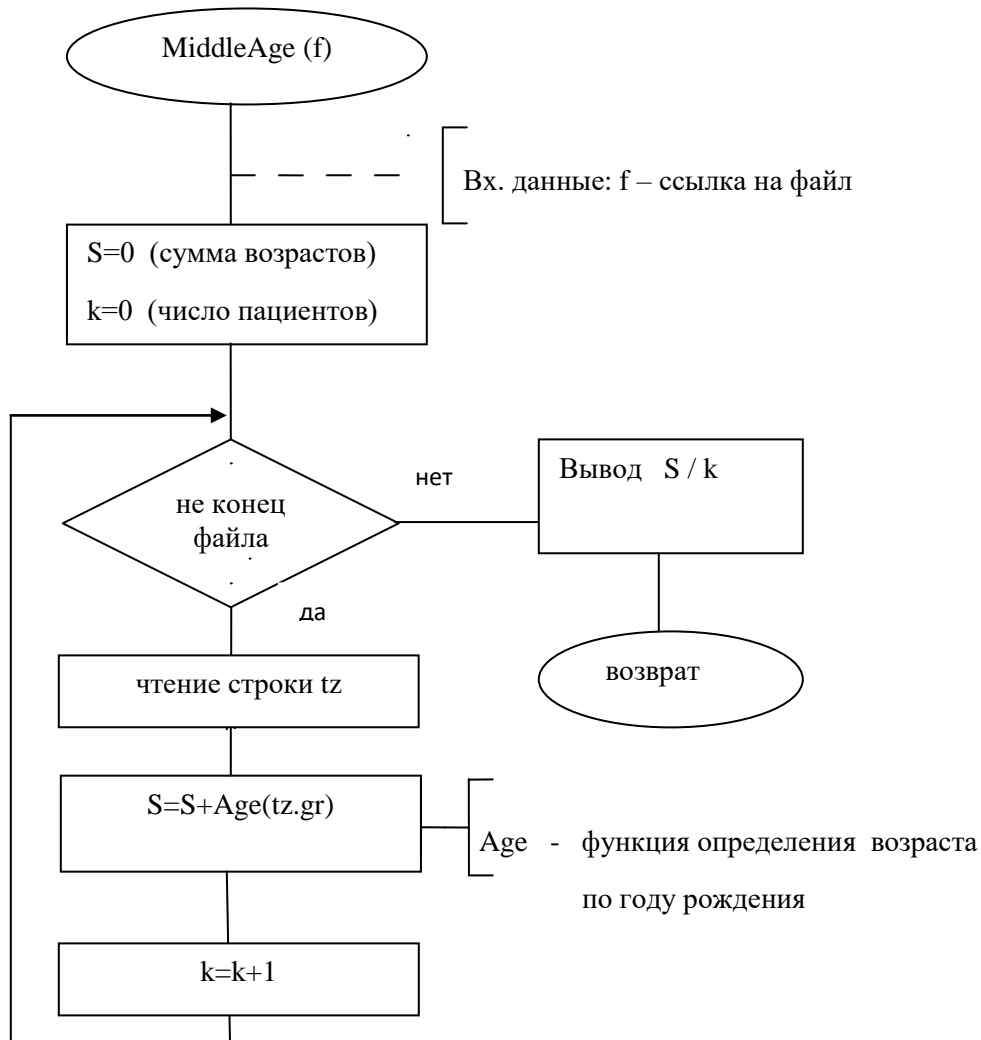 MiddleAge (f)
Вх. данные: f – ссылка на файл
S=0 (сумма возрастов)
k=0 (число пациентов)
не конец
файла
нет
Вывод S / k
да
возврат
чтение строки tz
S=S+Age(tz.gr)
Age - функция определения возраста
по году рождения
k=k+1